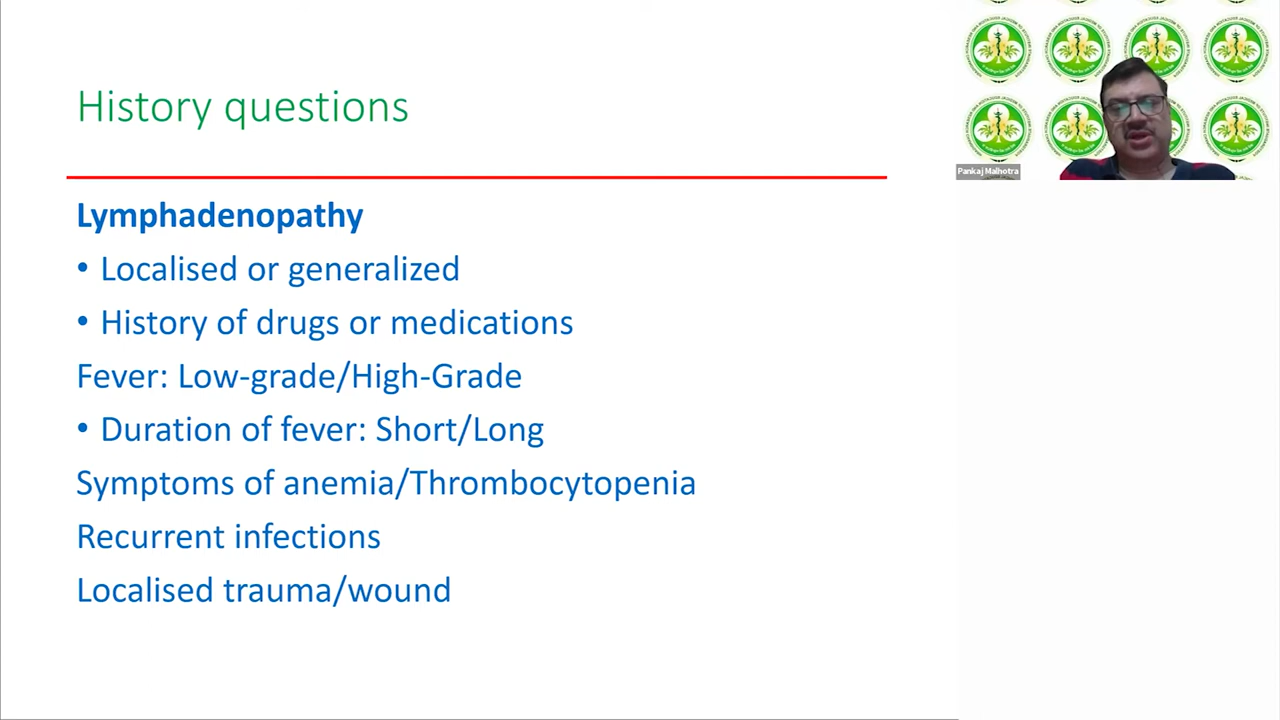 History questions
Lymphadenopathy
• Localised or generalized
• History of drugs or medications
Fever: Low-grade/High-Grade
• Duration of fever: Short/Long
Symptoms of anemia/Thrombocytopenia
Recurrent infections
Localised trauma/wound
Pankaj Malhotra